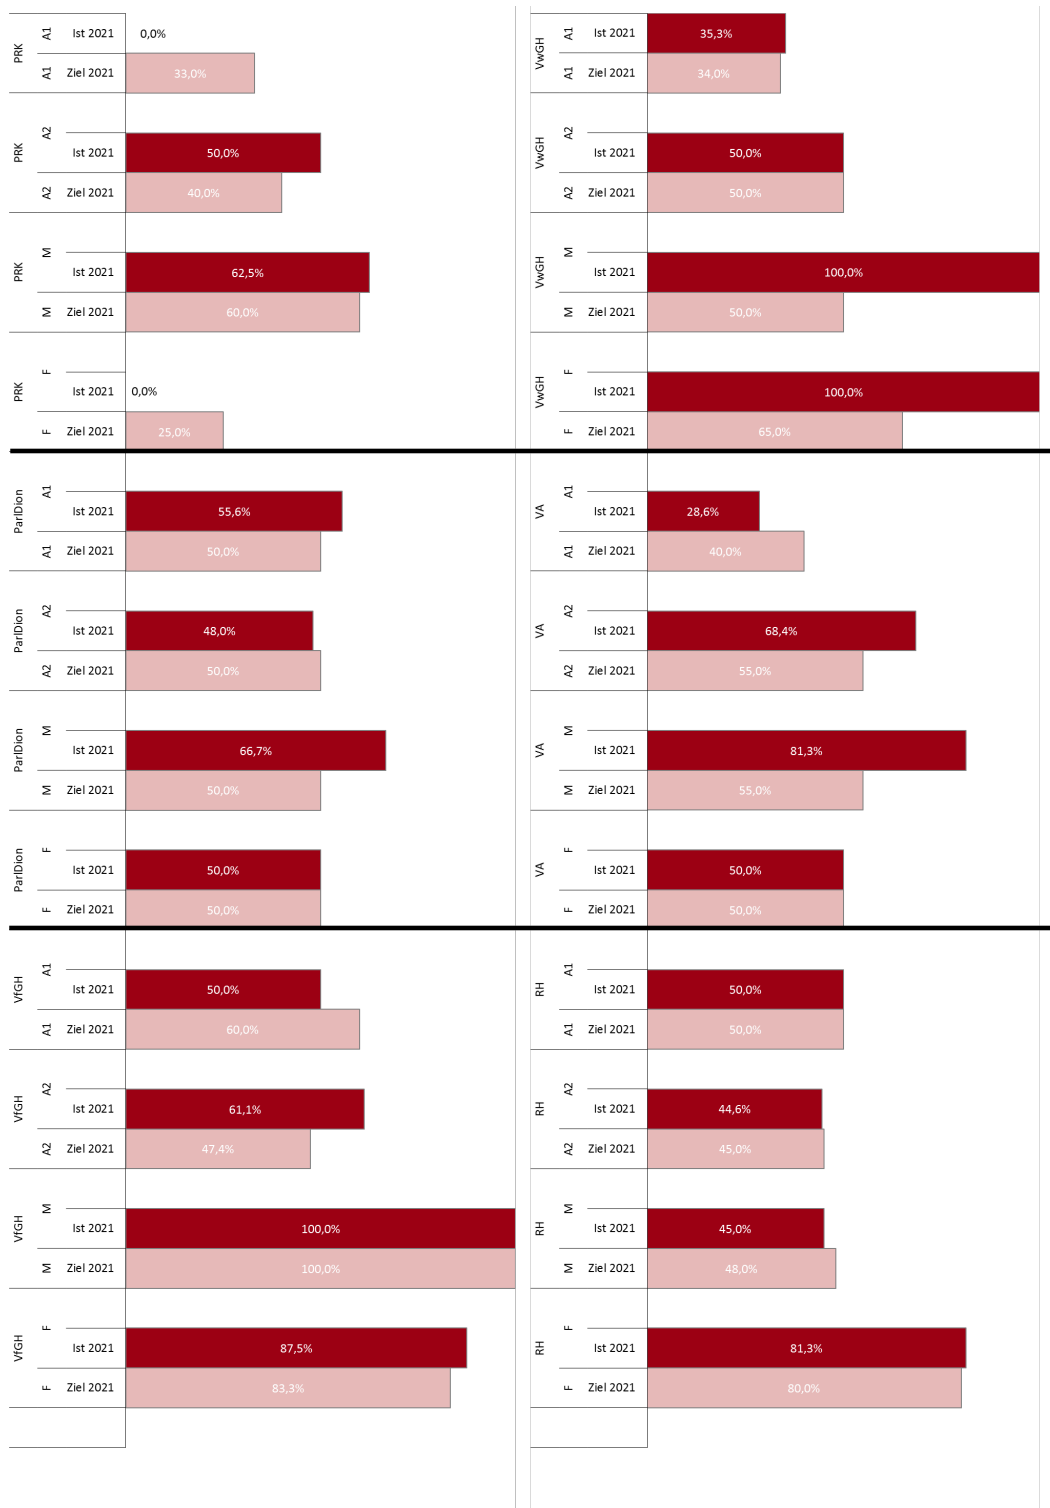 PRK
A1 Ist 2021 0,0%
A1 Ziel 2021 33,0%
PRK
A2 Ist 2021 50,0%
A2 Ziel 2021 40,0%
PRK
M Ist 2021 62,5%
M Ziel 2021 60,0%
PRK
F Ist 2021 0,0%
F Ziel 2021 25,0%
VwGH
A1 Ist 2021 35,3%
A1 Ziel 2021 34,0%
VwGH
A2 Ist 2021 50,0%
A2 Ziel 2021 50,0%
VwGH
M Ist 2021 100,0%
M Ziel 2021 50,0%
VwGH
F Ist 2021 100,0%
F Ziel 2021 65,0%
ParlDion
A1 Ist 2021 55,6%
A1 Ziel 2021 50,0%
ParlDion
A2 Ist 2021 48,0%
A2 Ziel 2021 50,0%
ParlDion
M Ist 2021 66,7%
M Ziel 2021 50,0%
ParlDion
F Ist 2021 50,0%
F Ziel 2021 50,0%
VA
A1 Ist 2021 28,6%
A1 Ziel 2021 40,0%
VA
A2 Ist 2021 68,4%
A2 Ziel 2021 55,0%
VA
M Ist 2021 81,3%
M Ziel 2021 55,0%
VA
F Ist 2021 50,0%
F Ziel 2021 50,0%
VfGH
A1 Ist 2021 50,0%
A1 Ziel 2021 60,0%
VfGH
A2 Ist 2021 61,1%
A2 Ziel 2021 47,4%
VfGH
M Ist 2021 100,0%
M Ziel 2021 100,0%
VfGH
F Ist 2021 87,5%
F Ziel 2021 83,3%
RH
A1 Ist 2021 50,0%
A1 Ziel 2021 50,0%
RH
A2 Ist 2021 44,6%
A2 Ziel 2021 45,0%
RH
M Ist 2021 45,0%
M Ziel 2021 48,0%
RH
F Ist 2021 81,3%
F Ziel 2021 80,0%